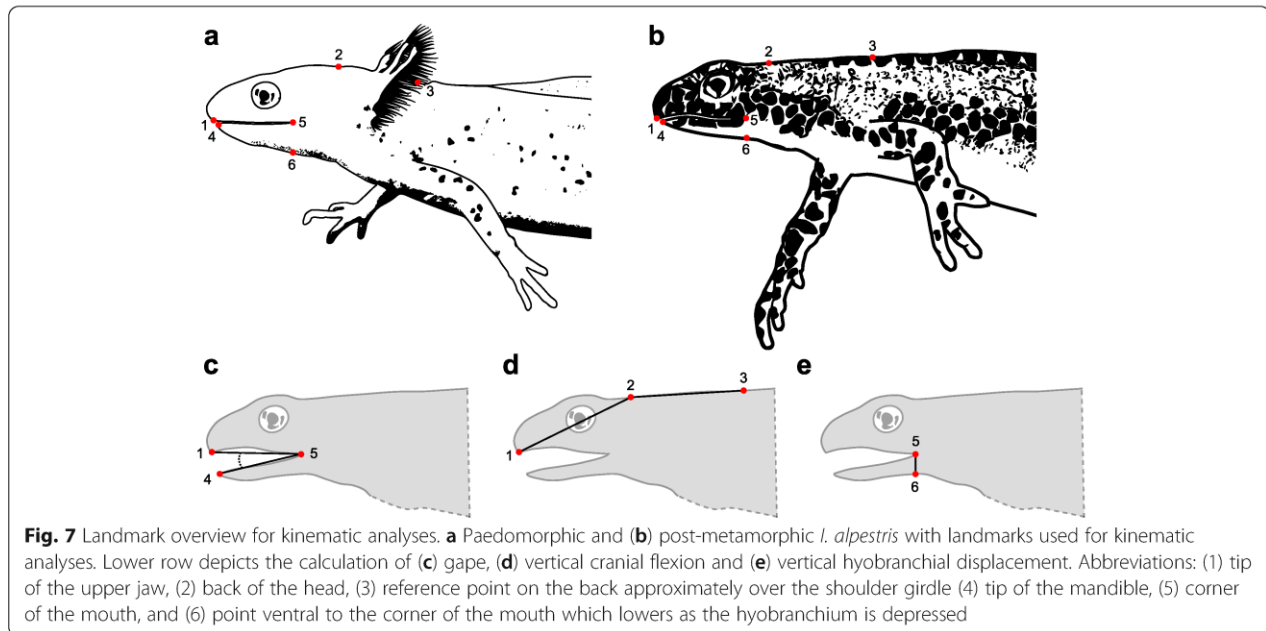 a
2
3
1
4
5
6
b
2
3
1
4
5
6
c
1
4
5
d
2
3
1
e
5
6
Fig. 7 Landmark overview for kinematic analyses. a Paedomorphic and (b) post-metamorphic I. alpestris with landmarks used for kinematic
analyses. Lower row depicts the calculation of (c) gape, (d) vertical cranial flexion and (e) vertical hyobranchial displacement. Abbreviations: (1) tip
of the upper jaw, (2) back of the head, (3) reference point on the back approximately over the shoulder girdle (4) tip of the mandible, (5) corner
of the mouth, and (6) point ventral to the corner of the mouth which lowers as the hyobranchium is depressed